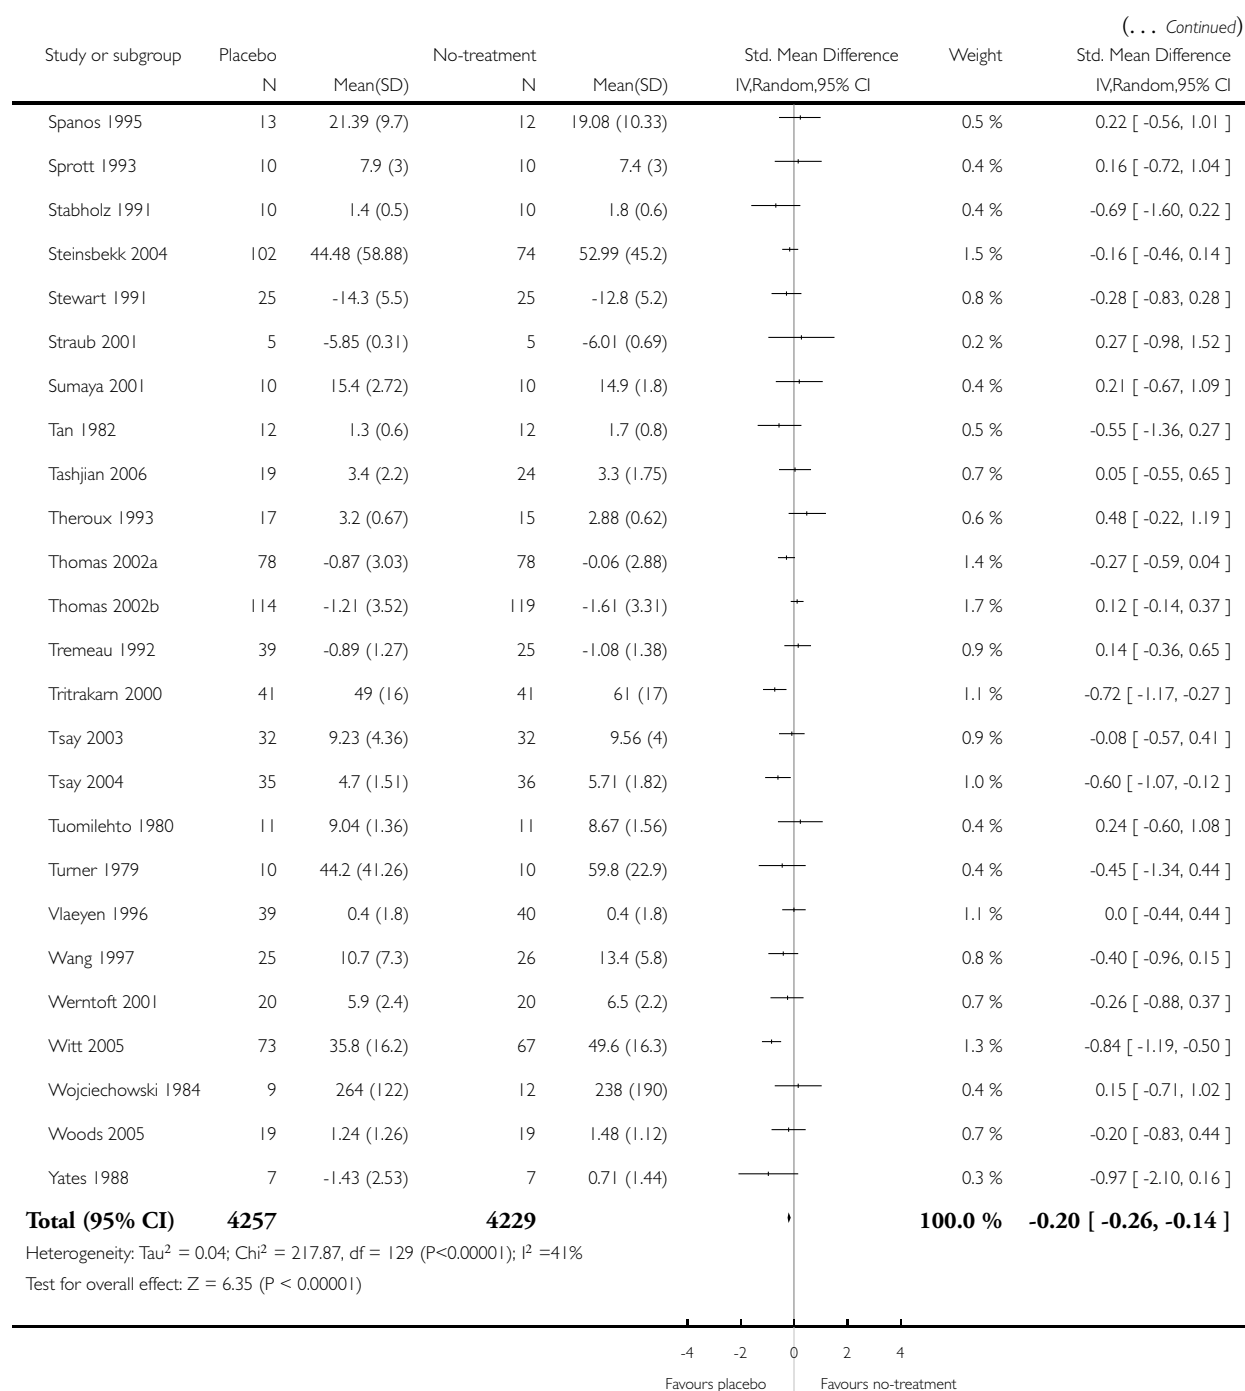 (... Continued)
Study or subgroup Placebo No-treatment Std. Mean Difference Weight Std. Mean Difference
N Mean(SD) N Mean(SD) IV,Random,95% CI IV,Random,95% CI
Spanos 1995 13 21.39 (9.7) 12 19.08 (10.33) 0.5 % 0.22 [ -0.56, 1.01 ]
Sprott 1993 10 7.9 (3) 10 7.4 (3) 0.4 % 0.16 [ -0.72, 1.04 ]
Stabholz 1991 10 1.4 (0.5) 10 1.8 (0.6) 0.4 % -0.69 [ -1.60, 0.22 ]
Steinsbekk 2004 102 44.48 (58.88) 74 52.99 (45.2) 1.5 % -0.16 [ -0.46, 0.14 ]
Stewart 1991 25 -14.3 (5.5) 25 -12.8 (5.2) 0.8 % -0.28 [ -0.83, 0.28 ]
Straub 2001 5 -5.85 (0.31) 5 -6.01 (0.69) 0.2 % 0.27 [ -0.98, 1.52 ]
Sumaya 2001 10 15.4 (2.72) 10 14.9 (1.8) 0.4 % 0.21 [ -0.67, 1.09 ]
Tan 1982 12 1.3 (0.6) 12 1.7 (0.8) 0.5 % -0.55 [ -1.36, 0.27 ]
Tashjian 2006 19 3.4 (2.2) 24 3.3 (1.75) 0.7 % 0.05 [ -0.55, 0.65 ]
Theroux 1993 17 3.2 (0.67) 15 2.88 (0.62) 0.6 % 0.48 [ -0.22, 1.19 ]
Thomas 2002a 78 -0.87 (3.03) 78 -0.06 (2.88) 1.4 % -0.27 [ -0.59, 0.04 ]
Thomas 2002b 114 -1.21 (3.52) 119 -1.61 (3.31) 1.7 % 0.12 [ -0.14, 0.37 ]
Tremeau 1992 39 -0.89 (1.27) 25 -1.08 (1.38) 0.9 % 0.14 [ -0.36, 0.65 ]
Tritrakarn 2000 41 49 (16) 41 61 (17) 1.1 % -0.72 [ -1.17, -0.27 ]
Tsay 2003 32 9.23 (4.36) 32 9.56 (4) 0.9 % -0.08 [ -0.57, 0.41 ]
Tsay 2004 35 4.7 (1.51) 36 5.71 (1.82) 1.0 % -0.60 [ -1.07, -0.12 ]
Tuomilehto 1980 11 9.04 (1.36) 11 8.67 (1.56) 0.4 % 0.24 [ -0.60, 1.08 ]
Turner 1979 10 44.2 (41.26) 10 59.8 (22.9) 0.4 % -0.45 [ -1.34, 0.44 ]
Vlaeyen 1996 39 0.4 (1.8) 40 0.4 (1.8) 1.1 % 0.0 [ -0.44, 0.44 ]
Wang 1997 25 10.7 (7.3) 26 13.4 (5.8) 0.8 % -0.40 [ -0.96, 0.15 ]
Werntoft 2001 20 5.9 (2.4) 20 6.5 (2.2) 0.7 % -0.26 [ -0.88, 0.37 ]
Witt 2005 73 35.8 (16.2) 67 49.6 (16.3) 1.3 % -0.84 [ -1.19, -0.50 ]
Wojciechowski 1984 9 264 (122) 12 238 (190) 0.4 % 0.15 [ -0.71, 1.02 ]
Woods 2005 19 1.24 (1.26) 19 1.48 (1.12) 0.7 % -0.20 [ -0.83, 0.44 ]
Yates 1988 7 -1.43 (2.53) 7 0.71 (1.44) 0.3 % -0.97 [ -2.10, 0.16 ]
Total (95% CI) 4257 4229 100.0 % -0.20 [ -0.26, -0.14 ]
Heterogeneity: Tau² = 0.04; Chi² = 217.87, df = 129 (P<0.00001); I² =41%
Test for overall effect: Z = 6.35 (P < 0.00001)
-4 -2 0 2 4
Favours placebo Favours no-treatment